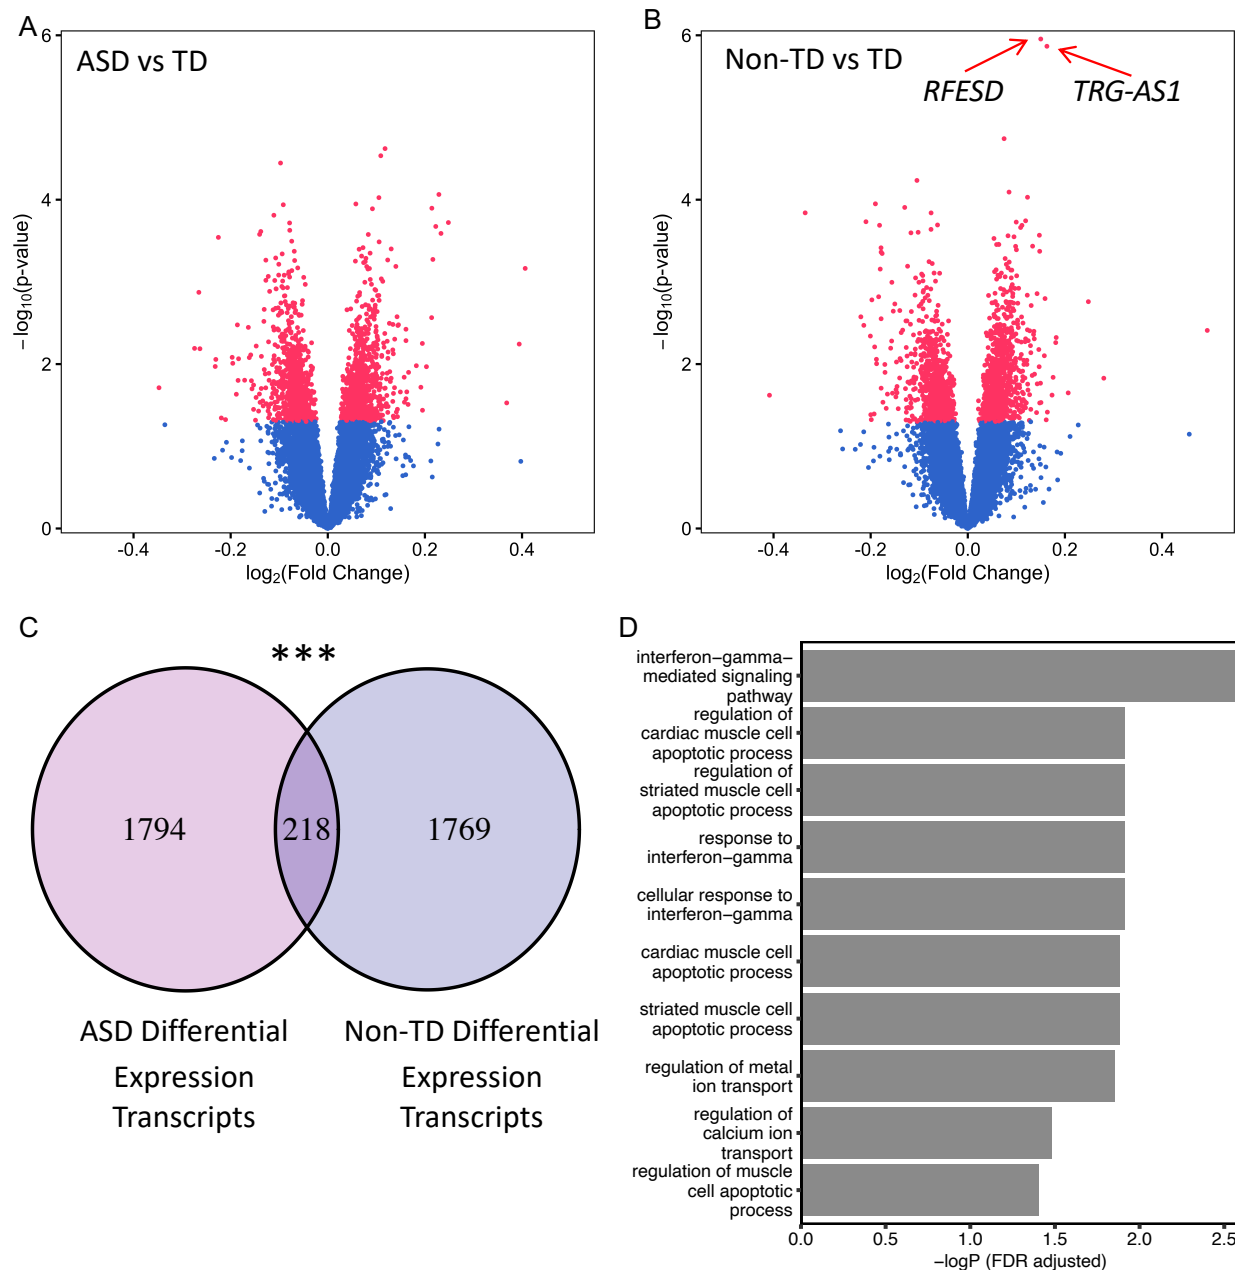 A
ASD vs TD
6
4
2
0
−log10(p-value)
-0.4
-0.2
0.0
0.2
0.4
log2(Fold Change)
B
Non-TD vs TD
RFESD
TRG-AS1
6
4
2
0
−log10(p-value)
-0.4
-0.2
0.0
0.2
0.4
log2(Fold Change)
C
***
1794
218
1769
ASD Differential
Expression
Transcripts
Non-TD Differential
Expression
Transcripts
D
interferon−gamma−
mediated signaling
pathway
regulation of
cardiac muscle cell
apoptotic process
regulation of
striated muscle cell
apoptotic process
response to
interferon−gamma
cellular response to
interferon−gamma
cardiac muscle cell
apoptotic process
striated muscle cell
apoptotic process
regulation of metal
ion transport
regulation of
calcium ion
transport
regulation of muscle
cell apoptotic
process
0.0
0.5
1.0
1.5
2.0
2.5
−logP (FDR adjusted)